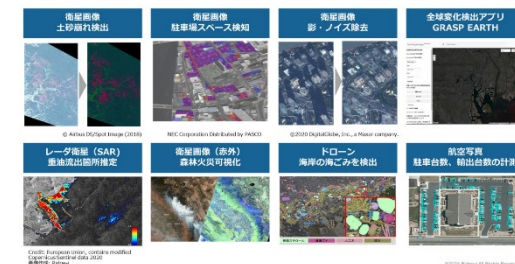 衛星画像
土砂崩れ検出
衛星画像
駐車場スペース検知
衛星画像
影・ノイズ除去
全球変化検出アプリ
GRASP EARTH
© Airbus DS/Spot Image (2018)
NEC Corporation Distributed by PASCO
©2020 DigitalGlobe, Inc., a Maxar company.
レーダ衛星（SAR）
重油流出箇所推定
衛星画像（赤外）
森林火災可視化
ドローン
海岸の海ごみを検出
航空写真
駐車台数、輸出台数の計測
Credit: European Union, contains modified
Copernicus Sentinel data 2020